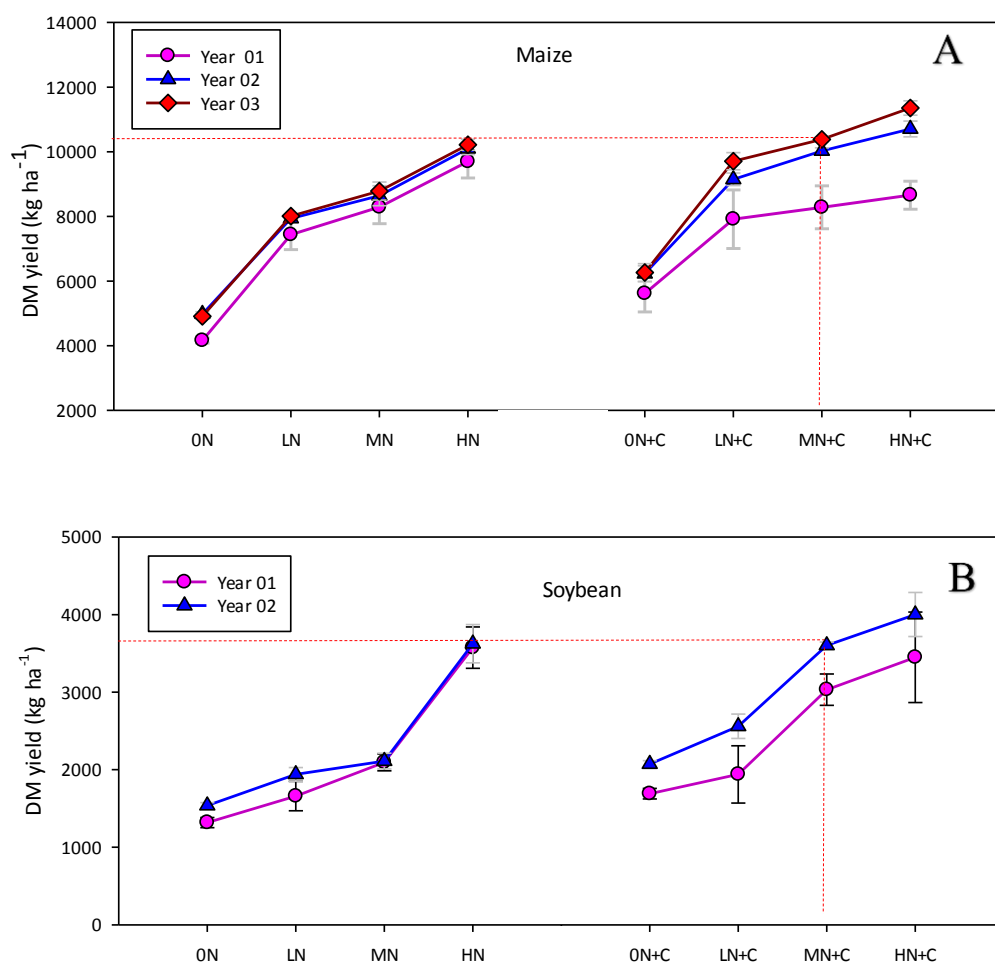 14000
12000
10000
8000
6000
4000
2000
DM yield (kg ha⁻¹)
Year 01
Year 02
Year 03
Maize
A
0N LN MN HN 0N+C LN+C MN+C HN+C
5000
4000
3000
2000
1000
0
DM yield (kg ha⁻¹)
Year 01
Year 02
Soybean
B
0N LN MN HN 0N+C LN+C MN+C HN+C